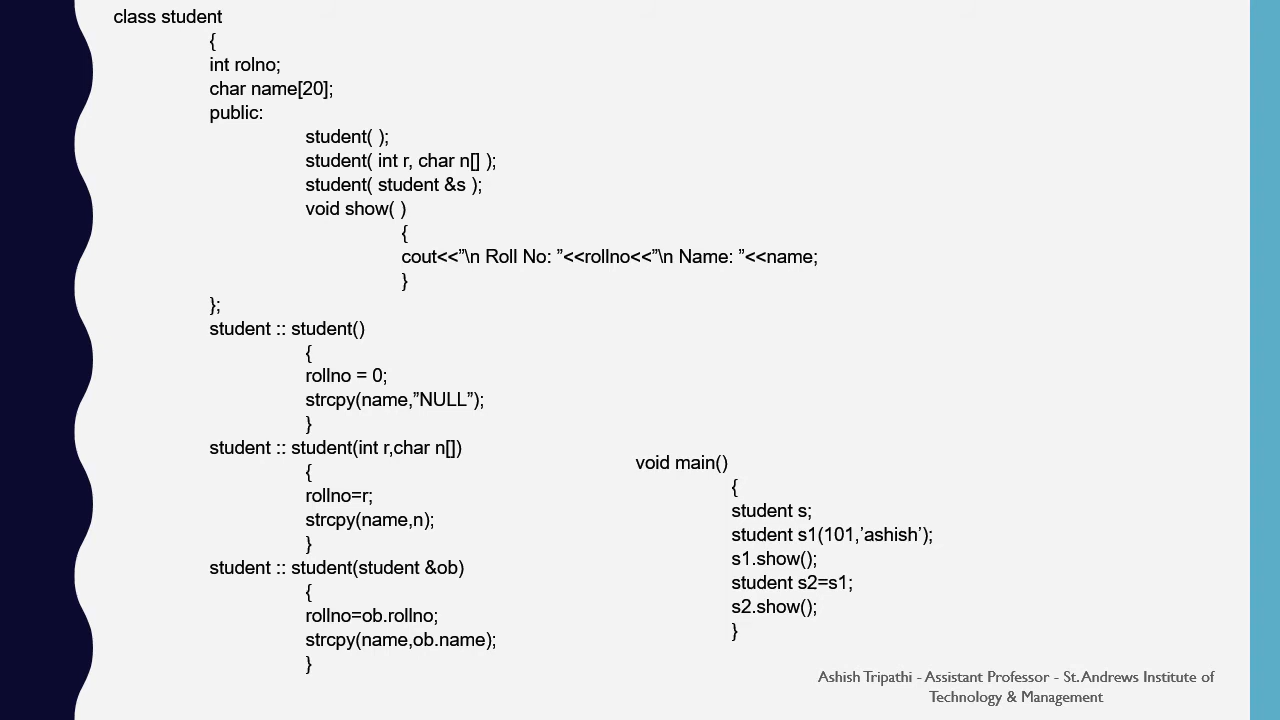 class student
{
int rolno;
char name[20];
public:
student( );
student( int r, char n[] );
student( student &s );
void show( )
{
cout<<”\n Roll No: ”<<rollno<<”\n Name: ”<<name;
}
};
student :: student()
{
rollno = 0;
strcpy(name,”NULL”);
}
student :: student(int r,char n[])
{
rollno=r;
strcpy(name,n);
}
student :: student(student &ob)
{
rollno=ob.rollno;
strcpy(name,ob.name);
}
void main()
{
student s;
student s1(101,’ashish’);
s1.show();
student s2=s1;
s2.show();
}
Ashish Tripathi - Assistant Professor - St. Andrews Institute of
Technology & Management